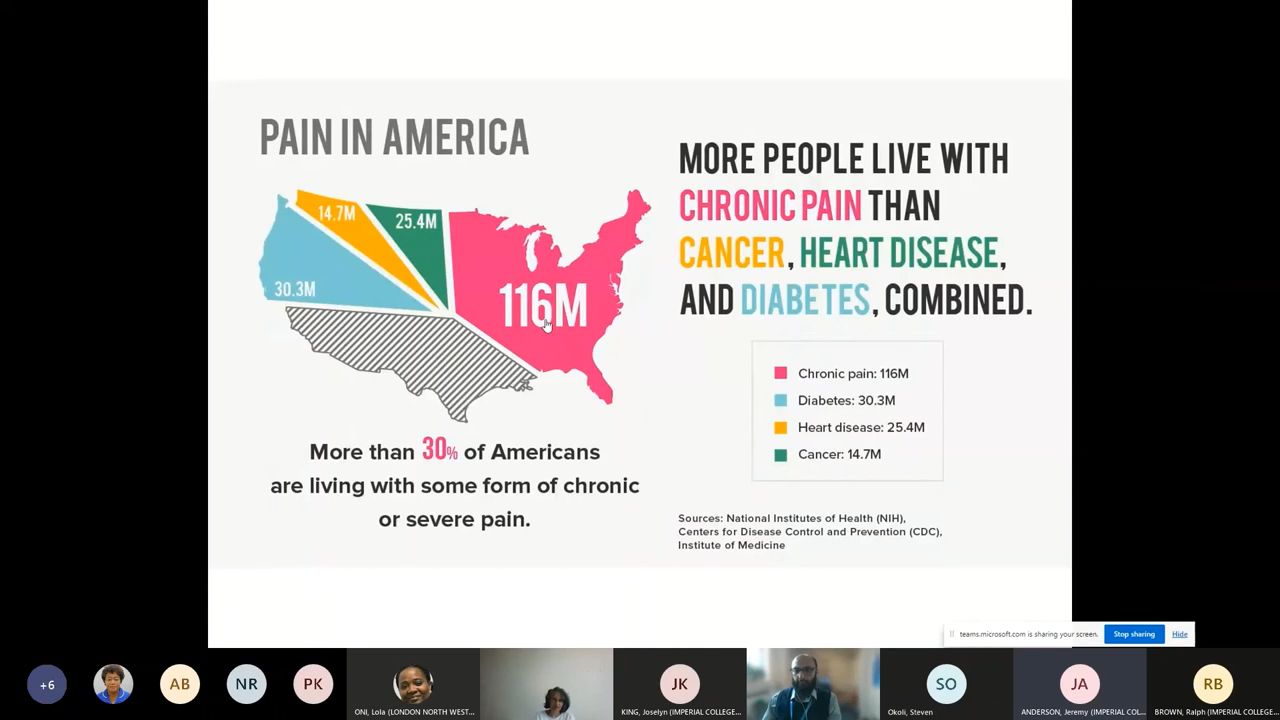 PAIN IN AMERICA
14.7M
25.4M
30.3M
116M
More than 30% of Americans
are living with some form of chronic
or severe pain.
MORE PEOPLE LIVE WITH
CHRONIC PAIN THAN
CANCER, HEART DISEASE,
AND DIABETES, COMBINED.
Chronic pain: 116M
Diabetes: 30.3M
Heart disease: 25.4M
Cancer: 14.7M
Sources: National Institutes of Health (NIH),
Centers for Disease Control and Prevention (CDC),
Institute of Medicine
teams.microsoft.com is sharing your screen.
Stop sharing
Hide
+6
AB
NR
PK
ONI, Lola (LONDON NORTH WEST...
JK
KING, Joselyn (IMPERIAL COLLEGE...
SO
Okoli, Steven
JA
ANDERSON, Jeremy (IMPERIAL COL...
RB
BROWN, Ralph (IMPERIAL COLLEGE...